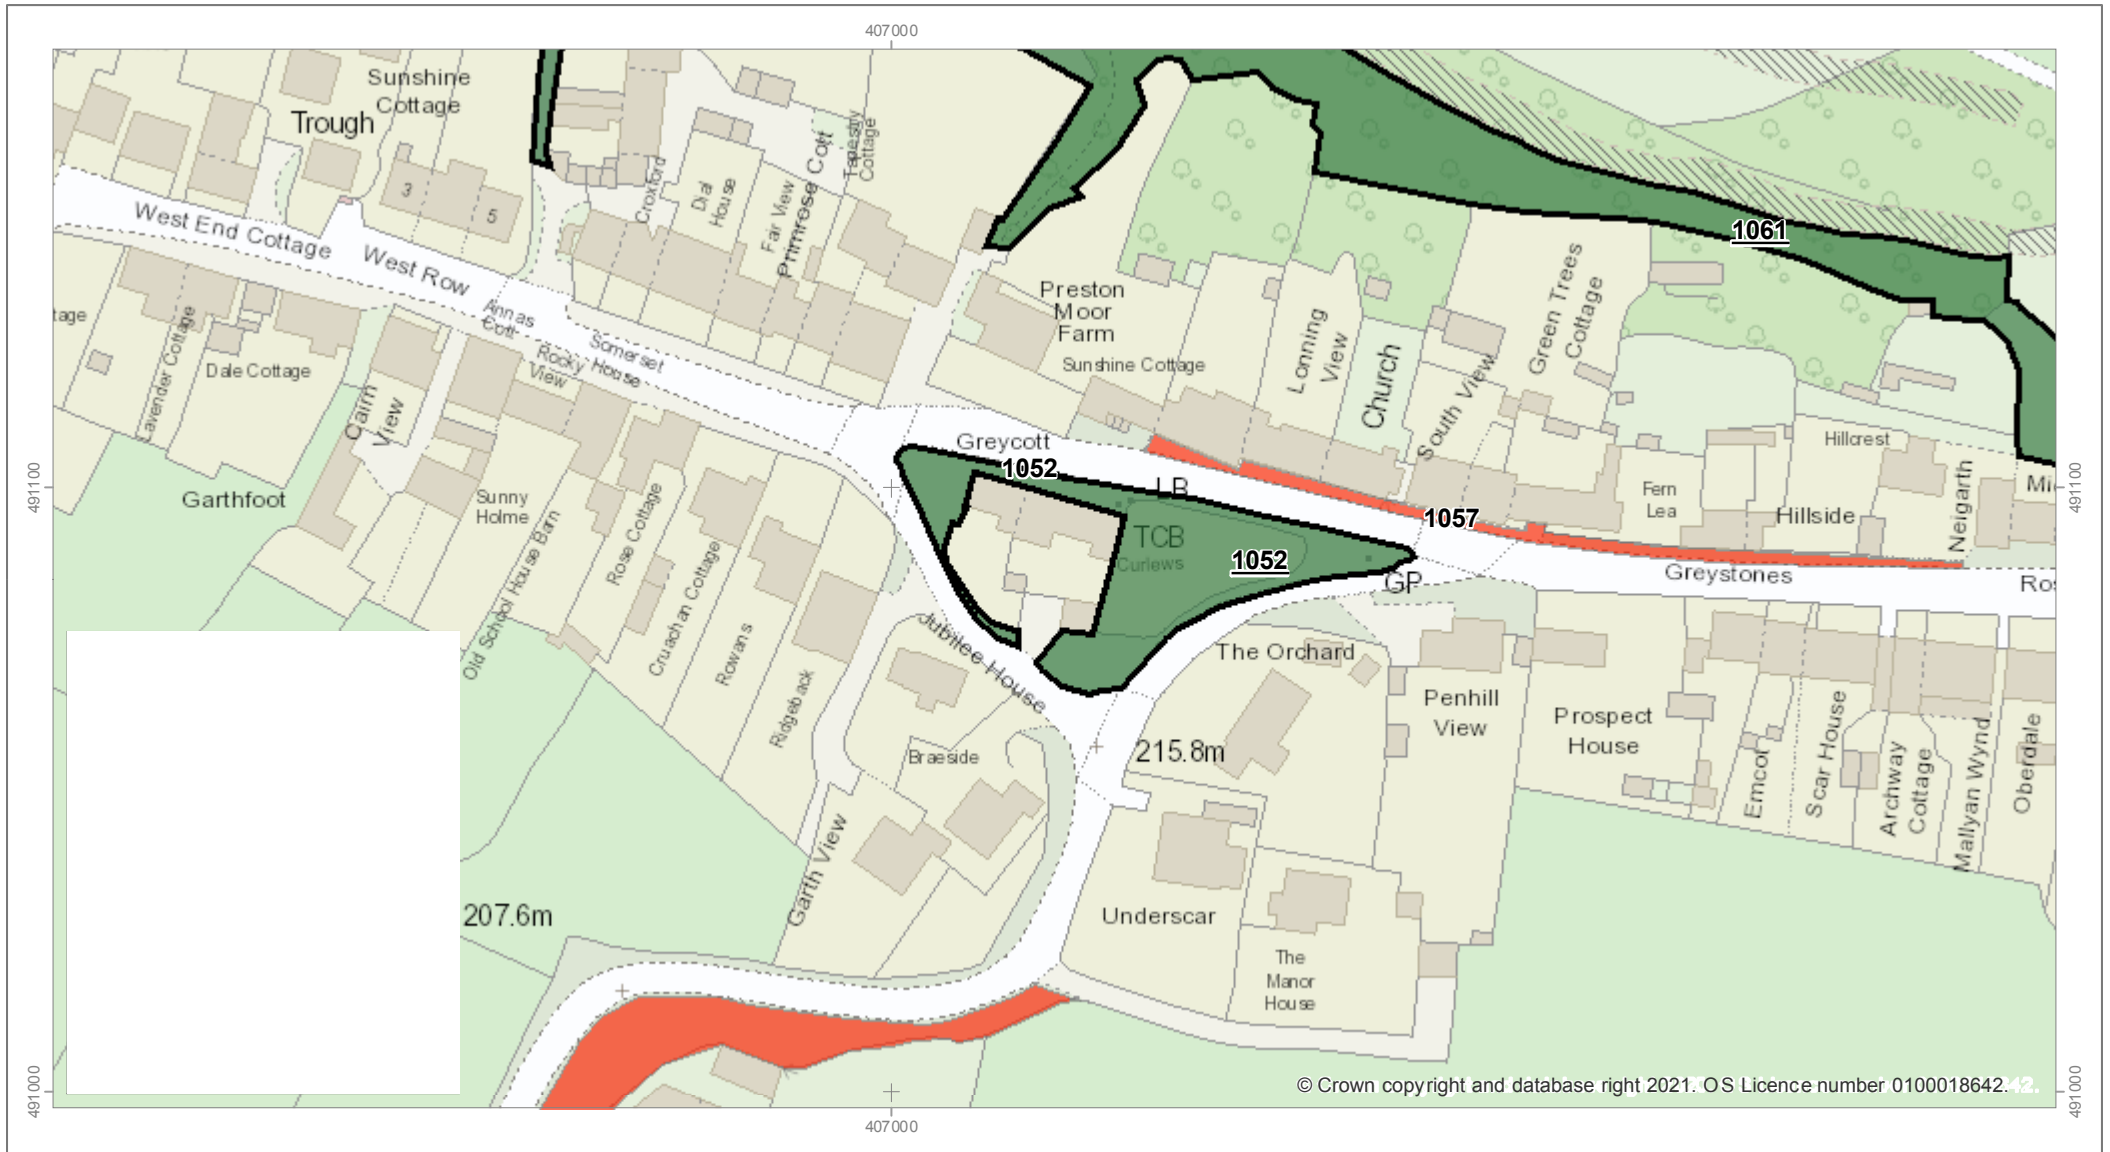 407000
Sunshine
Cottage
Trough
3
5
Croxford
Dial
House
Far View
Primrose Cott
Tapestry
Cottage
1061
West End Cottage
West Row
Annas
Cott
Somerset
House
Rocky
View
tage
Lavender Cottage
Dale Cottage
Cairn
View
Preston
Moor
Farm
Sunshine Cottage
Lonning
View
Church
South View
Green Trees
Cottage
Hillcrest
Greycott
1052
LB
1057
Fern
Lea
Hillside
Neigarth
Mi
491100
491100
Garthfoot
Sunny
Holme
Old School House Barn
Rose Cottage
Cruachan Cottage
Rowans
Ridgeback
TCB
Curlews
1052
GP
Greystones
Ros
Jubilee House
The Orchard
Penhill
View
Prospect
House
Emcot
Scar House
Archway
Cottage
Mallyan Wynd
Oberdale
215.8m
Braeside
Garth View
207.6m
Underscar
The
Manor
House
491000
491000
© Crown copyright and database right 2021. OS Licence number 0100018642.
407000